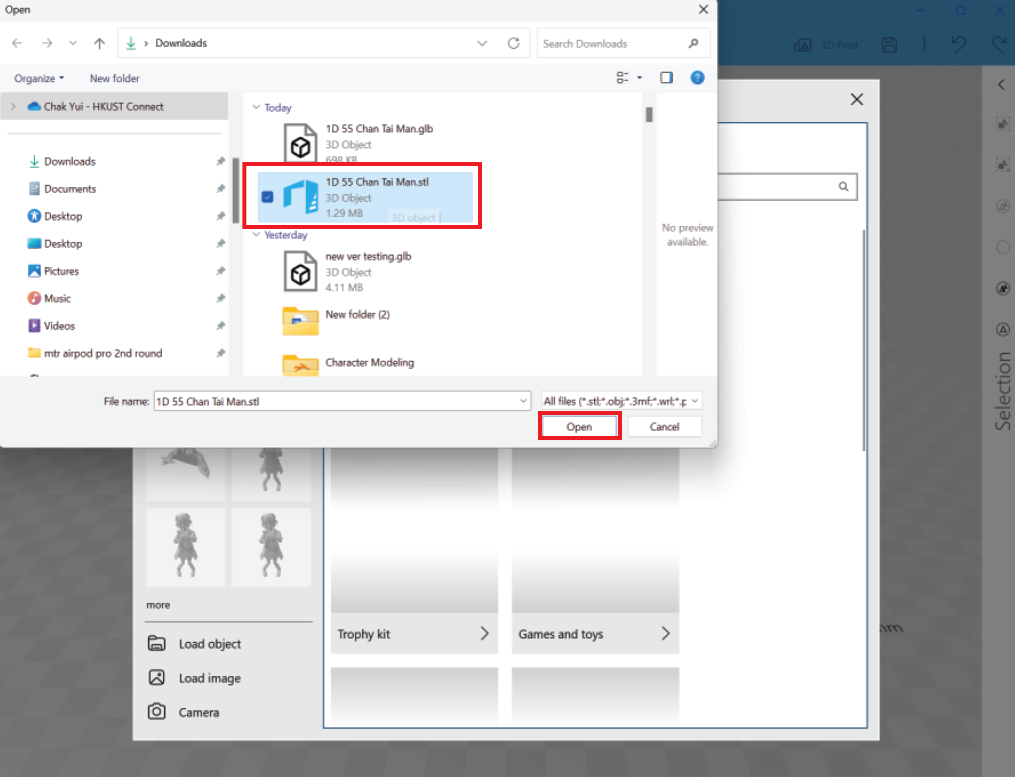 Open
3D Print
Downloads
Search Downloads
Organize
New folder
Chak Yui - HKUST Connect
Downloads
Documents
Desktop
Desktop
Pictures
Music
Videos
mtr airpod pro 2nd round
Today
1D 55 Chan Tai Man.glb
3D Object
698 KB
1D 55 Chan Tai Man.stl
3D Object
1.29 MB
3D object
Yesterday
new ver testing.glb
3D Object
4.11 MB
New folder (2)
Character Modeling
No preview
available.
File name:
1D 55 Chan Tai Man.stl
All files (*.stl;*.obj;*.3mf;*.wrl;*.p
Open
Cancel
Selection
more
Load object
Load image
Camera
Trophy kit
Games and toys